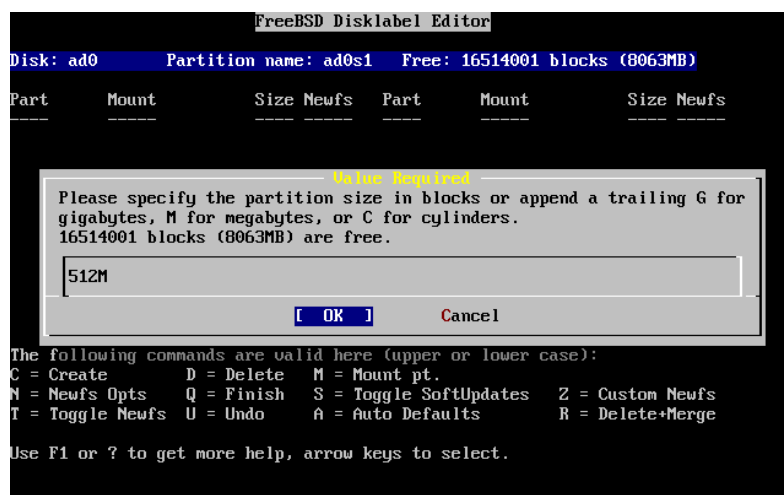 FreeBSD Disklabel Editor
Disk: ad0 Partition name: ad0s1 Free: 16514001 blocks (8063MB)
Part Mount Size Newfs Part Mount Size Newfs
---- ----- ---- ----- ---- ----- ---- -----
Value Required
Please specify the partition size in blocks or append a trailing G for
gigabytes, M for megabytes, or C for cylinders.
16514001 blocks (8063MB) are free.
512M
[ OK ] Cancel
The following commands are valid here (upper or lower case):
C = Create D = Delete M = Mount pt.
N = Newfs Opts Q = Finish S = Toggle SoftUpdates Z = Custom Newfs
T = Toggle Newfs U = Undo A = Auto Defaults R = Delete+Merge
Use F1 or ? to get more help, arrow keys to select.